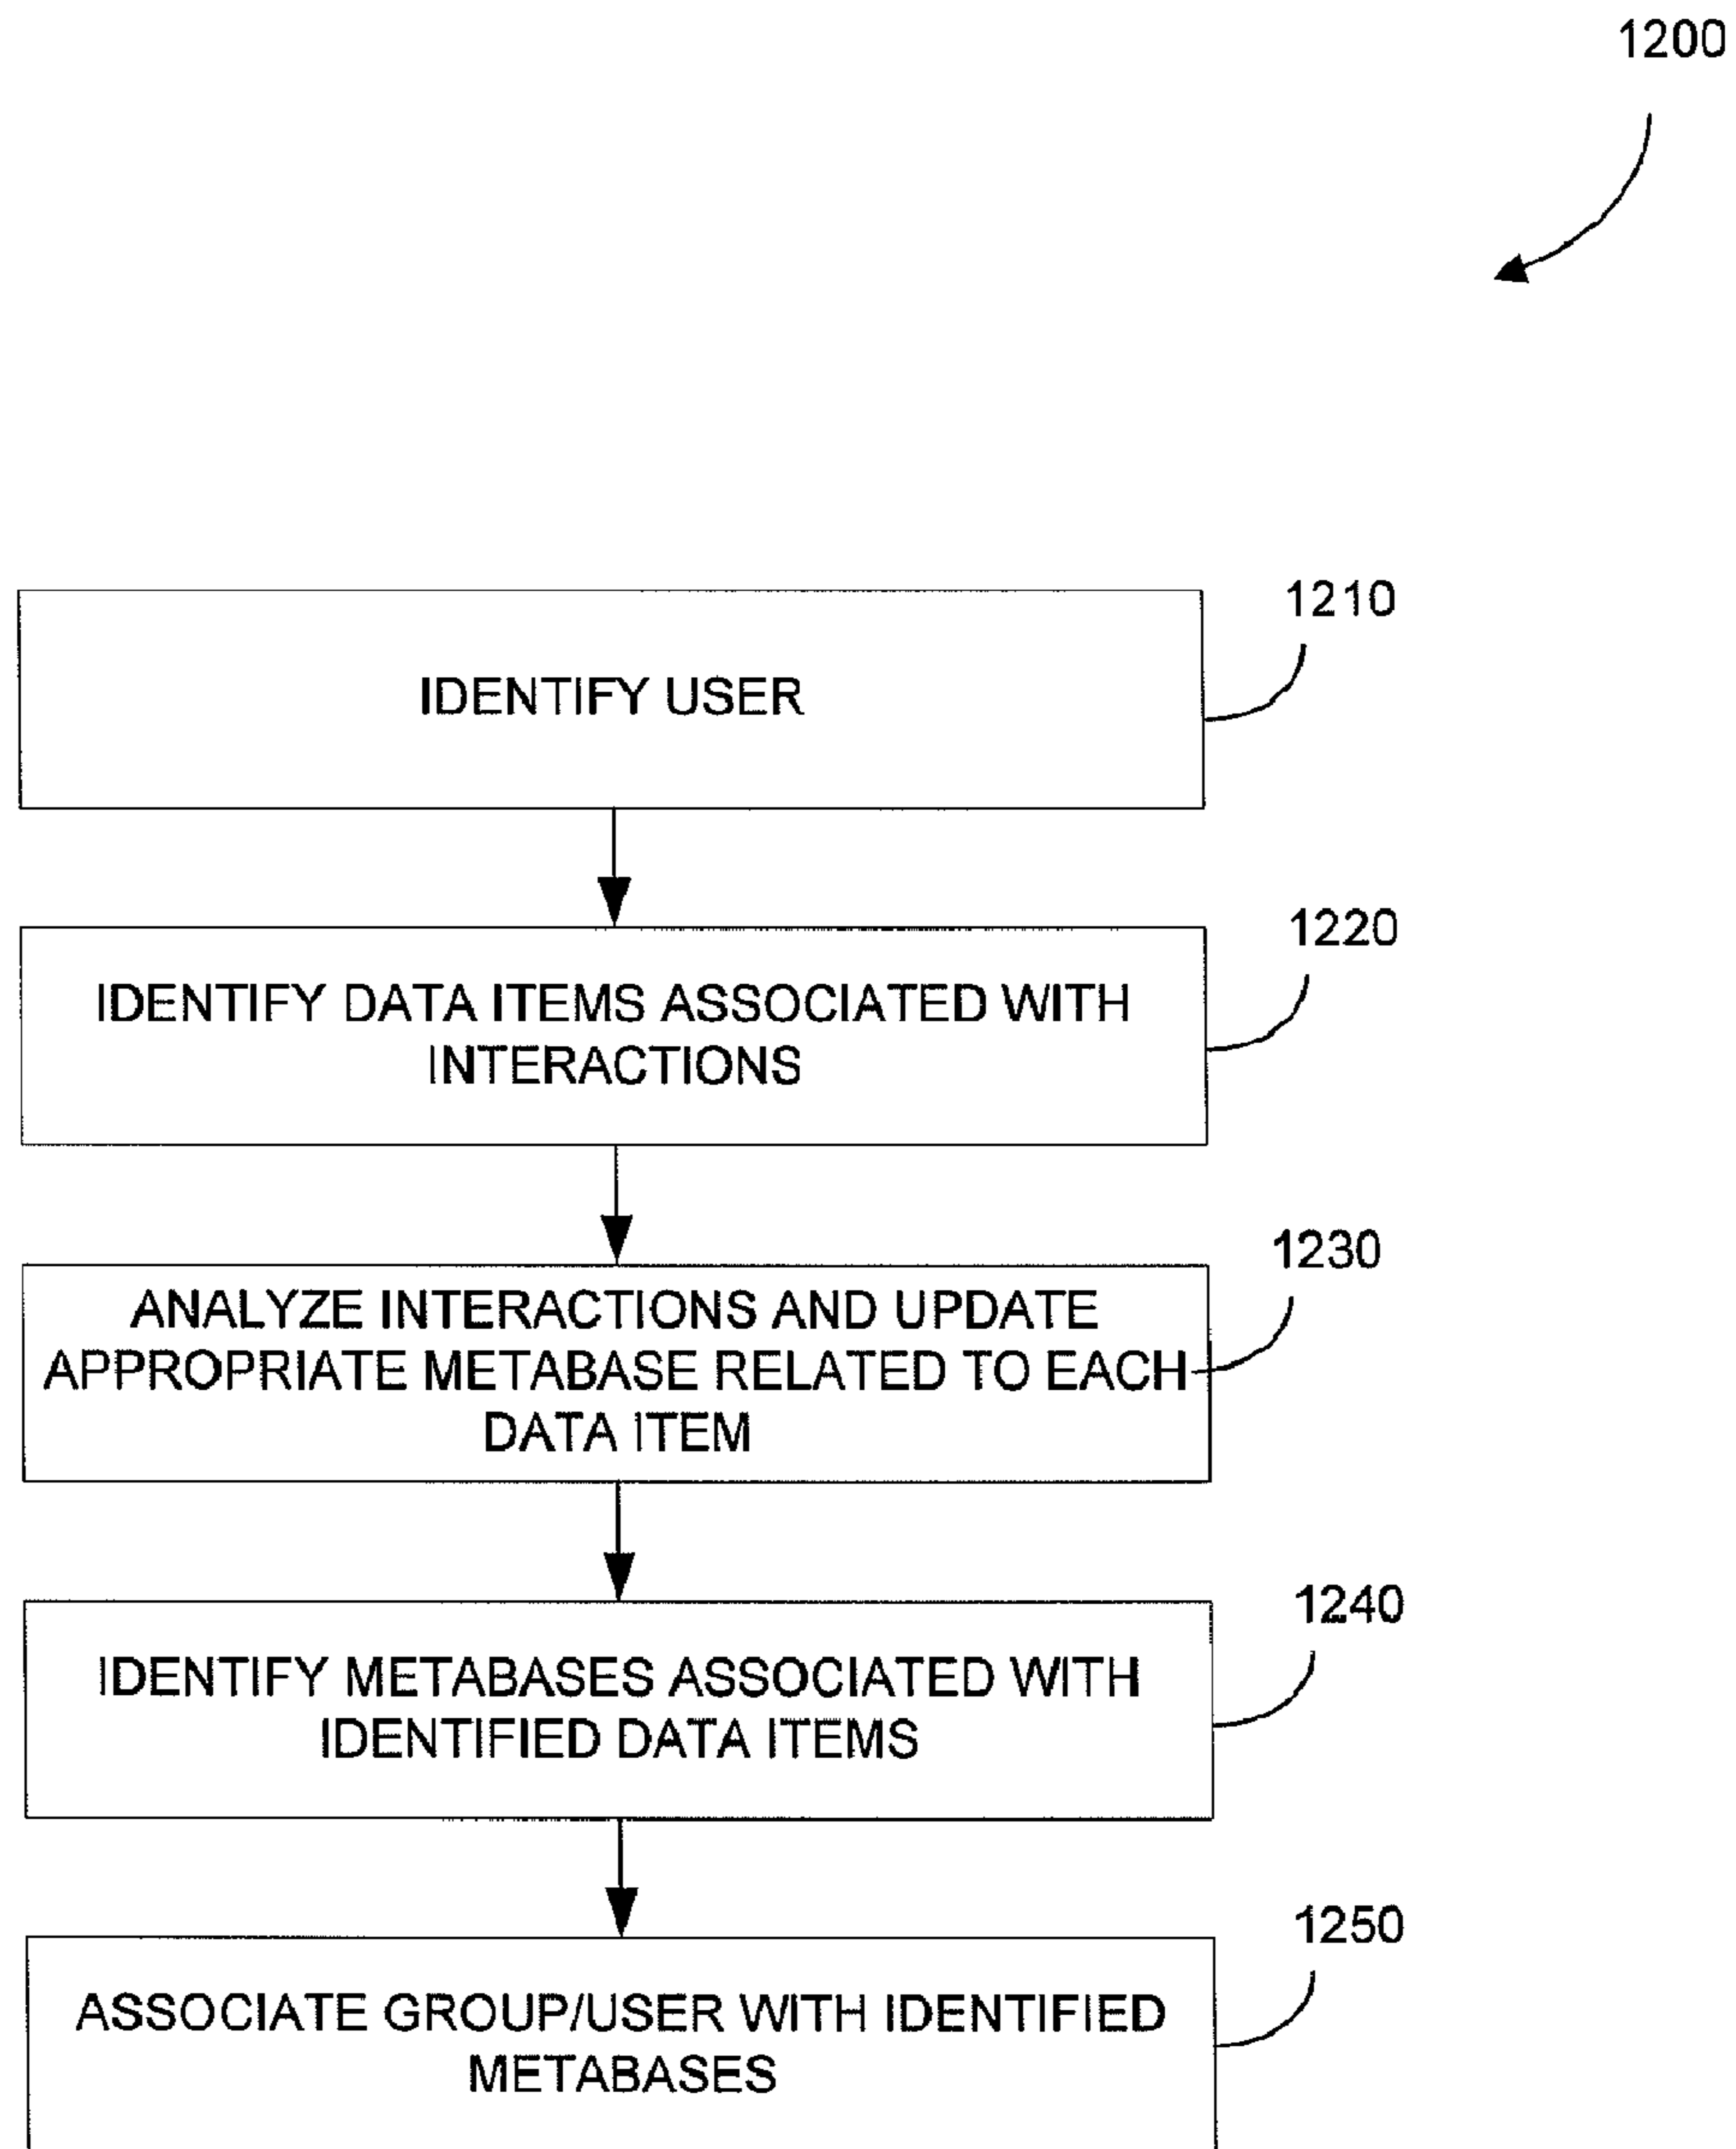 1200
1210
IDENTIFY USER
1220
IDENTIFY DATA ITEMS ASSOCIATED WITH
INTERACTIONS
1230
ANALYZE INTERACTIONS AND UPDATE
APPROPRIATE METABASE RELATED TO EACH
DATA ITEM
1240
IDENTIFY METABASES ASSOCIATED WITH
IDENTIFIED DATA ITEMS
1250
ASSOCIATE GROUP/USER WITH IDENTIFIED
METABASES